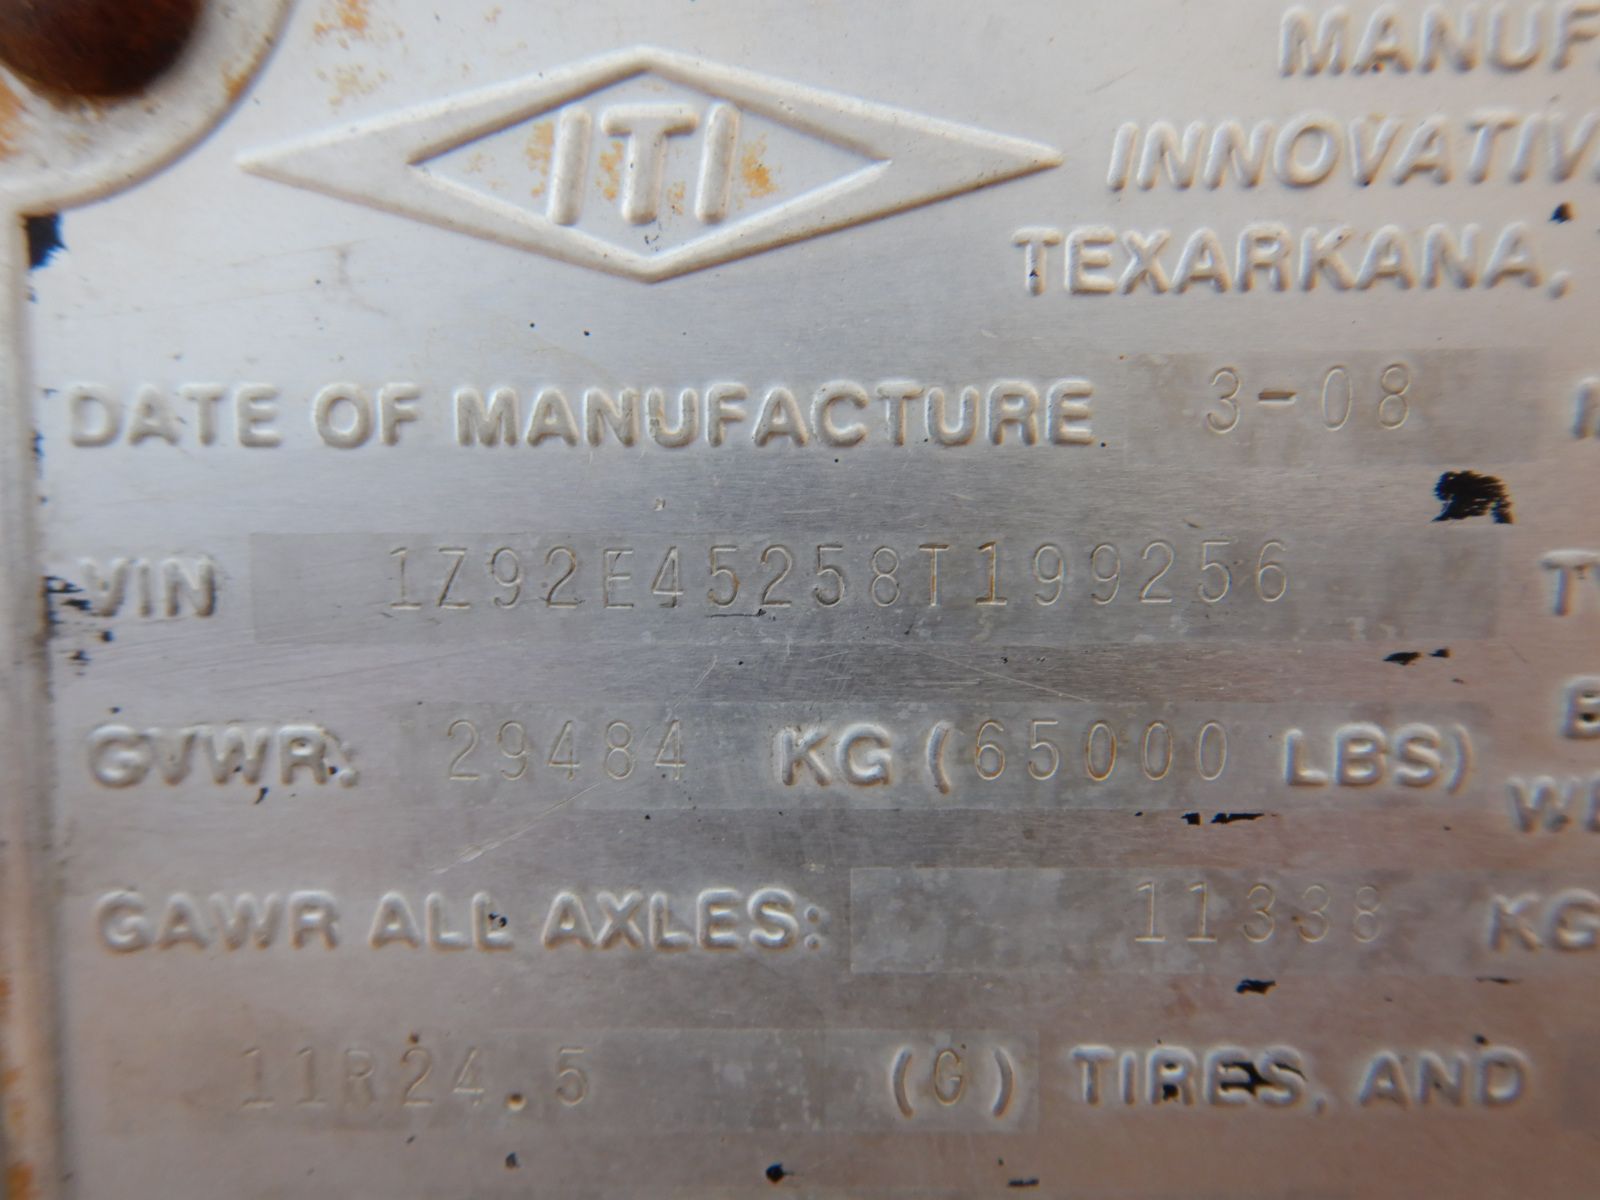 ITI
MANUF
INNOVATIV
TEXARKANA,
DATE OF MANUFACTURE 3-08
VIN 1Z92E45258T199256
GVWR: 29484 KG (65000 LBS)
GAWR ALL AXLES: 11338 KG
11R24.5 (G) TIRES, AND